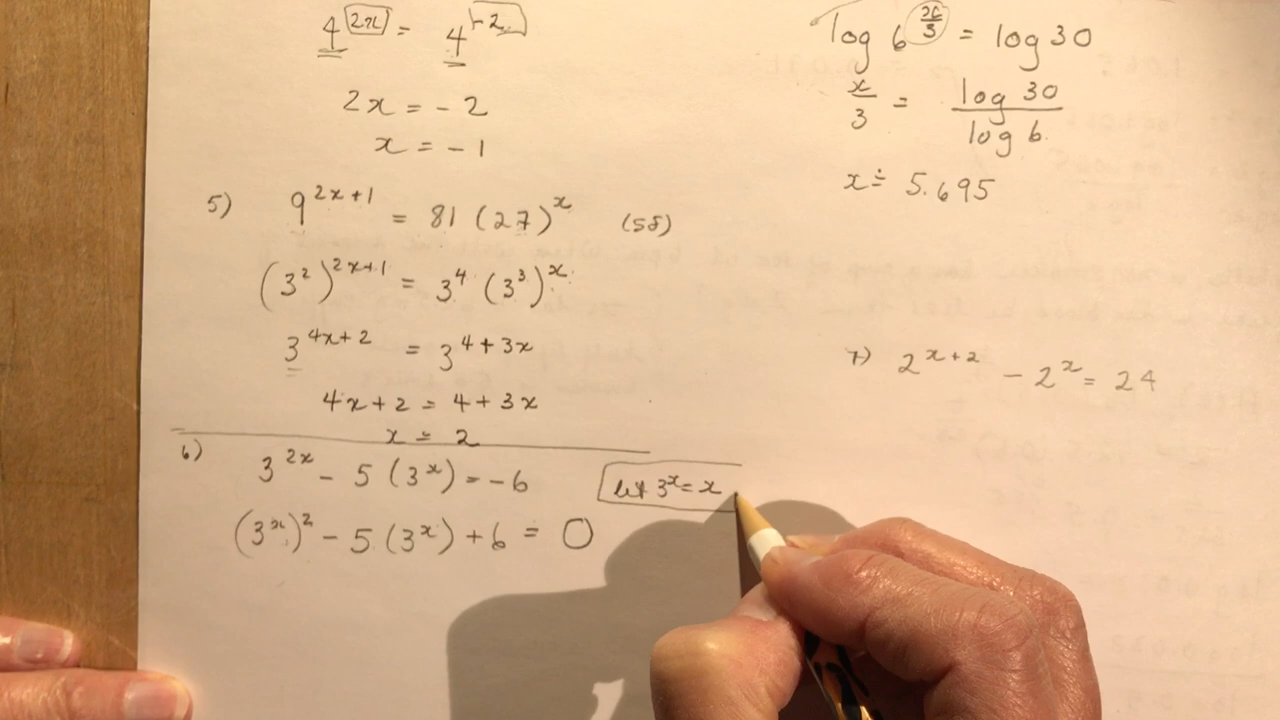 4^{2x} = 4^{-2}
2x = -2
x = -1
5) 9^{2x+1} = 81 (27)^x (58)
(3^2)^{2x+1} = 3^4 (3^3)^x
3^{4x+2} = 3^{4+3x}
4x+2 = 4+3x
x = 2
6) 3^{2x} - 5 (3^x) = -6
let 3^x = x
(3^x)^2 - 5 (3^x) + 6 = 0
log 6^{x/3} = log 30
x/3 = log 30 / log 6
x ≐ 5.695
7) 2^{x+2} - 2^x = 24